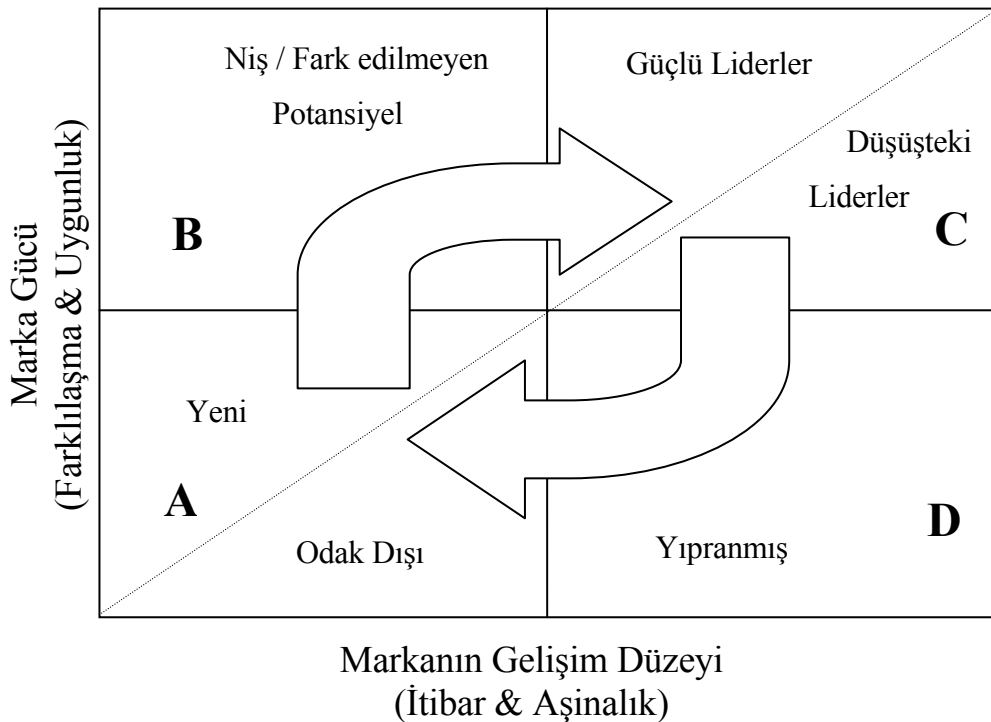 Niş / Fark edilmeyen
Potansiyel
Güçlü Liderler
Düşüşteki
Liderler
B
C
Marka Gücü
(Farklılaşma & Uygunluk)
Yeni
A
Odak Dışı
Yıpranmış
D
Markanın Gelişim Düzeyi
(İtibar & Aşinalık)